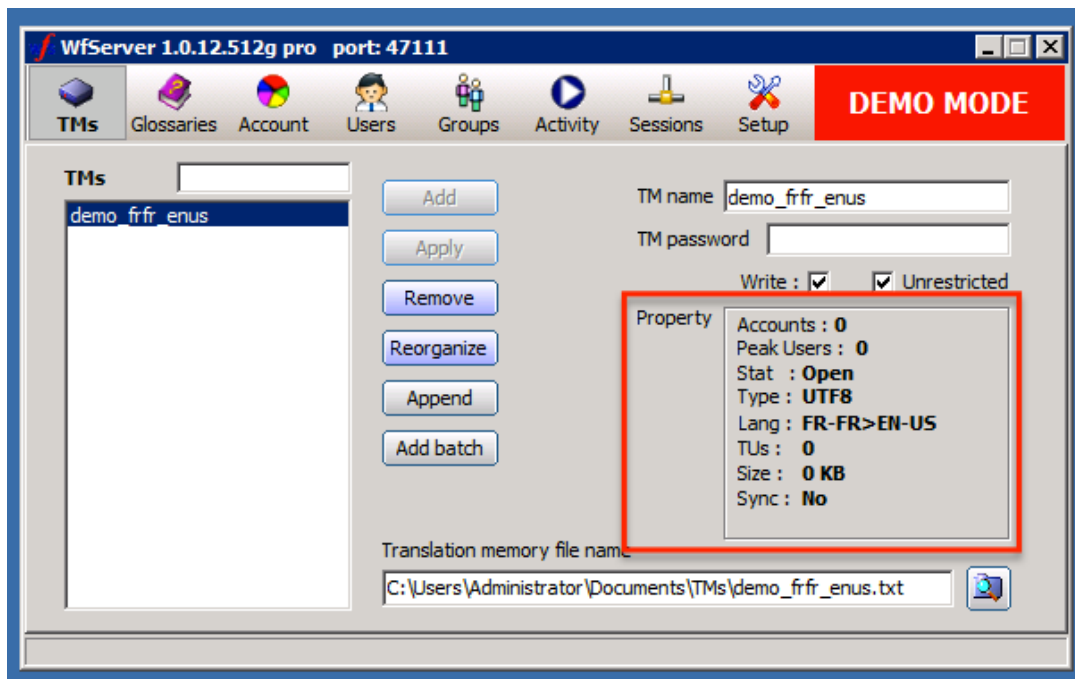 WfServer 1.0.12.512g pro port: 47111
TMs Glossaries Account Users Groups Activity Sessions Setup DEMO MODE
TMs
demo_frfr_enus
Add
Apply
Remove
Reorganize
Append
Add batch
TM name demo_frfr_enus
TM password
Write : Unrestricted
Property
Accounts : 0
Peak Users : 0
Stat : Open
Type : UTF8
Lang : FR-FR>EN-US
TUs : 0
Size : 0 KB
Sync : No
Translation memory file name
C:\Users\Administrator\Documents\TMs\demo_frfr_enus.txt